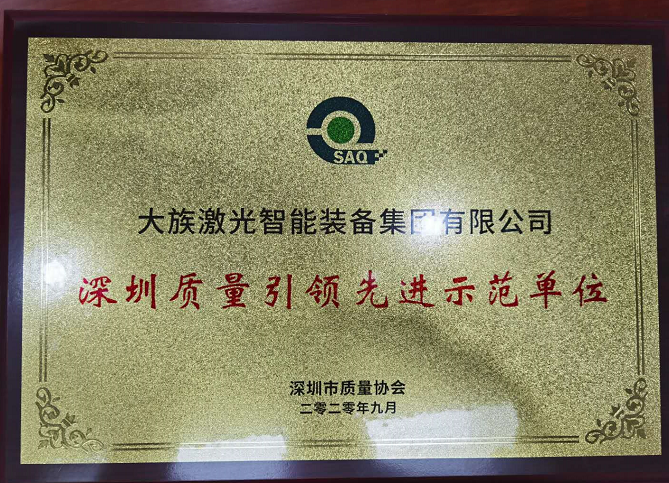 SAQ
大族激光智能装备集团有限公司
深圳质量引领先进示范单位
深圳市质量协会
二零二零年九月